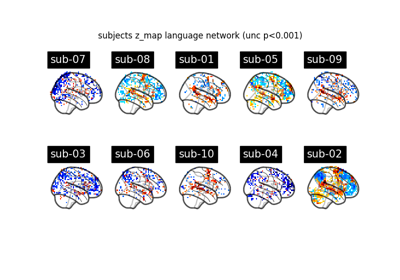 subjects z_map language network (unc p<0.001)
sub-07 sub-08 sub-01 sub-05 sub-09
sub-03 sub-06 sub-10 sub-04 sub-02